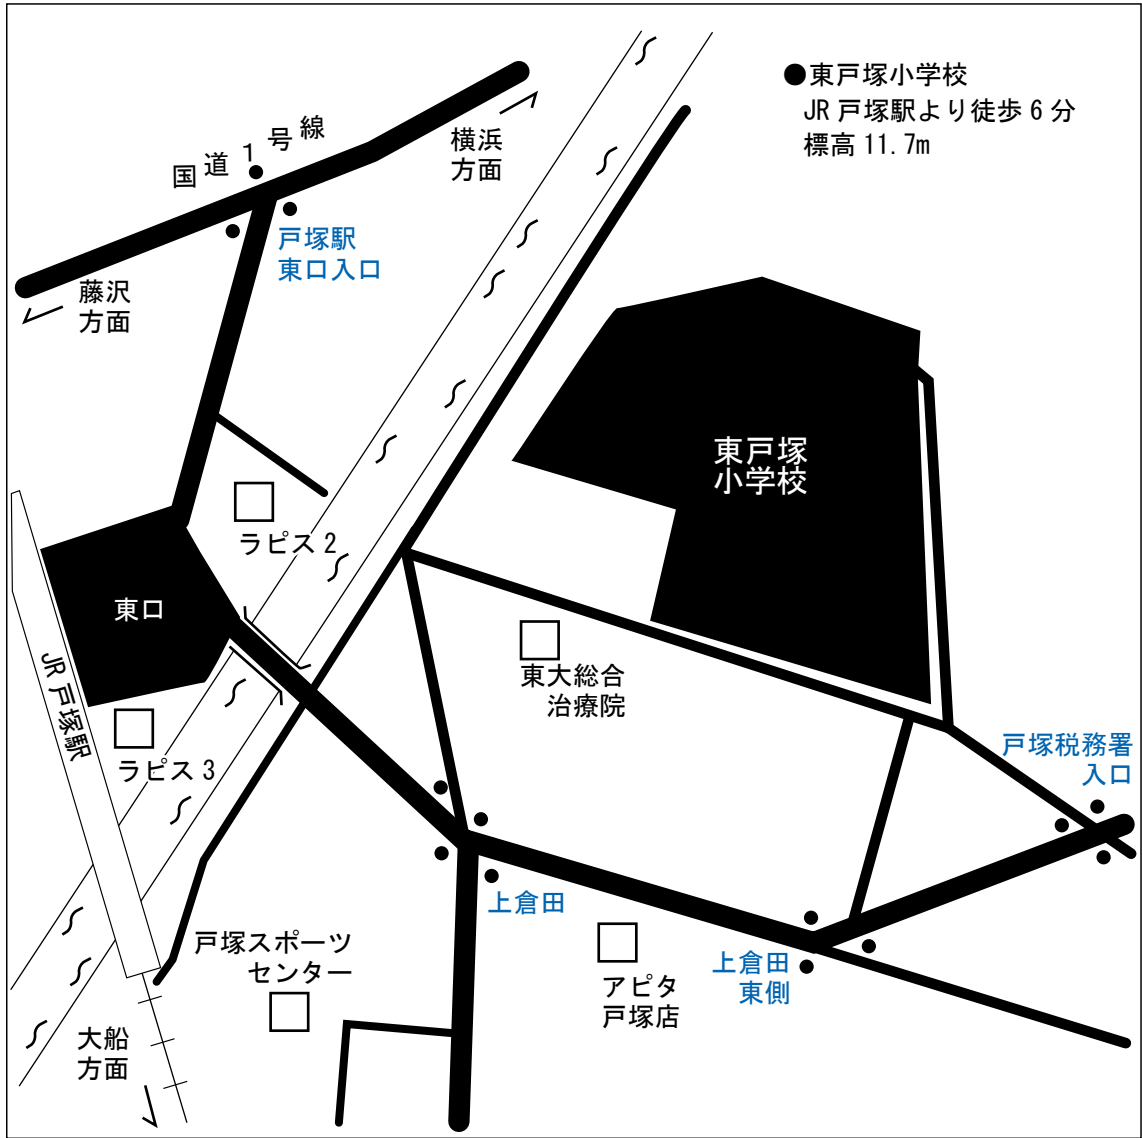 ●東戸塚小学校
JR 戸塚駅より徒歩 6 分
標高 11.7m
国道1号線
横浜
方面
戸塚駅
東口入口
藤沢
方面
東戸塚
小学校
ラピス 2
東口
JR 戸塚駅
東大総合
治療院
ラピス 3
戸塚税務署
入口
上倉田
戸塚スポーツ
センター
上倉田
東側
アピタ
戸塚店
大船
方面